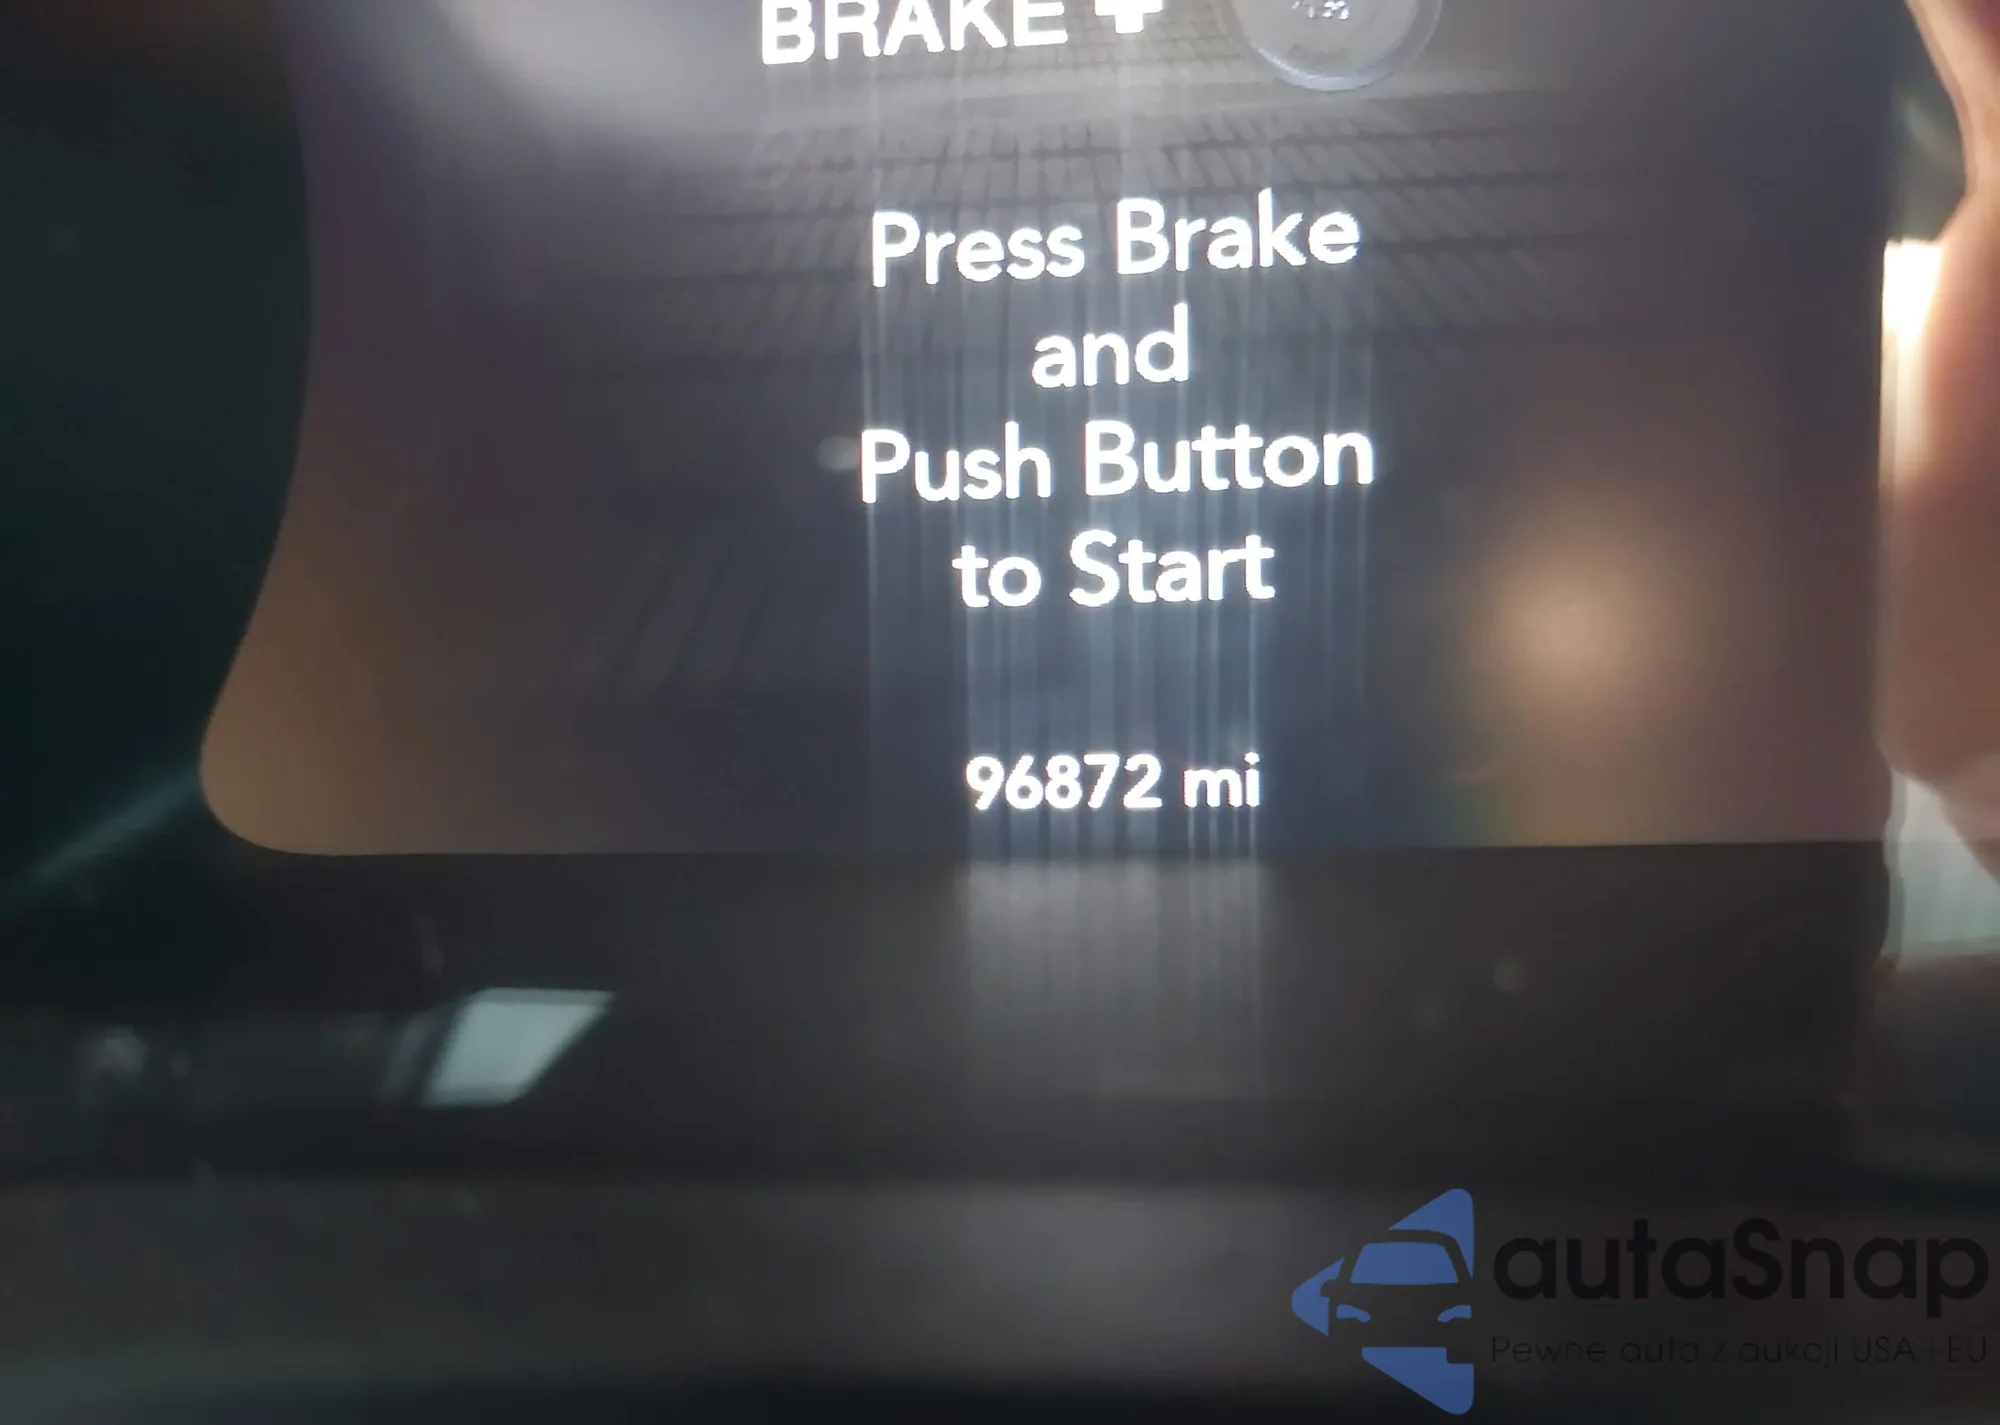 BRAKE +
Press Brake
and
Push Button
to Start
96872 mi
autaSnap
Pewne auta z aukcji USA i EU